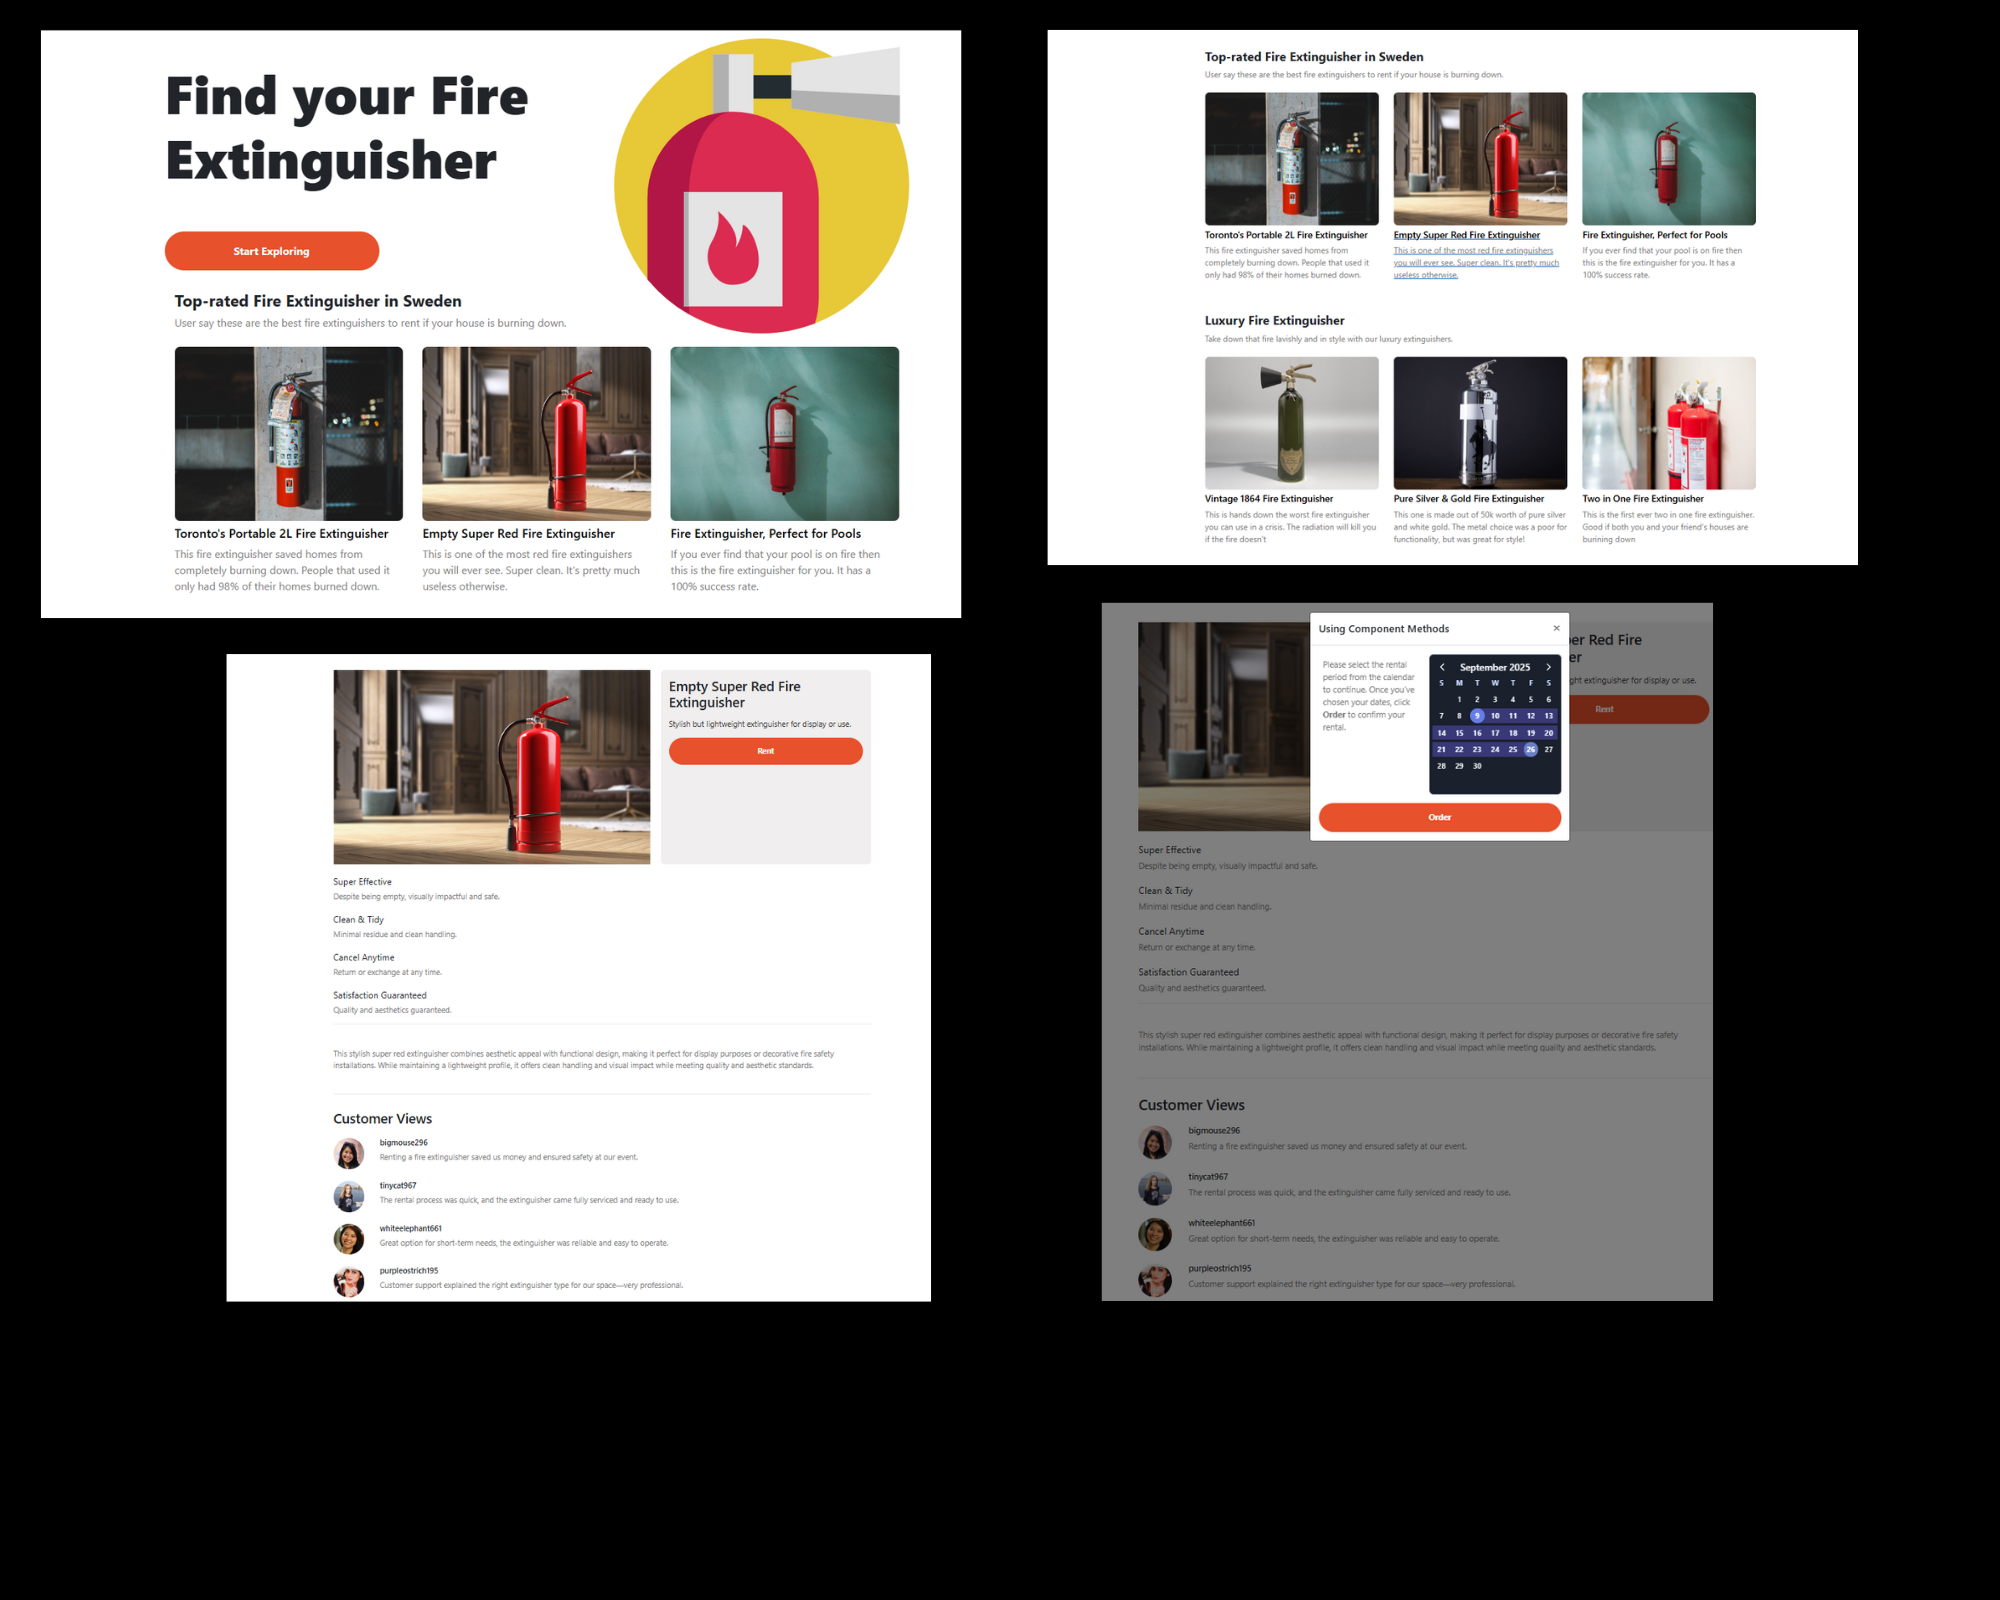 Find your Fire
Extinguisher
Start Exploring
Top-rated Fire Extinguisher in Sweden
User say these are the best fire extinguishers to rent if your house is burning down.
Toronto's Portable 2L Fire Extinguisher
This fire extinguisher saved homes from
completely burning down. People that used it
only had 98% of their homes burned down.
Empty Super Red Fire Extinguisher
This is one of the most red fire extinguishers
you will ever see. Super clean. It's pretty much
useless otherwise.
Fire Extinguisher, Perfect for Pools
If you ever find that your pool is on fire then
this is the fire extinguisher for you. It has a
100% success rate.
Top-rated Fire Extinguisher in Sweden
User say these are the best fire extinguishers to rent if your house is burning down.
Toronto's Portable 2L Fire Extinguisher
This fire extinguisher saved homes from
completely burning down. People that used it
only had 98% of their homes burned down.
Empty Super Red Fire Extinguisher
This is one of the most red fire extinguishers
you will ever see. Super clean. It's pretty much
useless otherwise.
Fire Extinguisher, Perfect for Pools
If you ever find that your pool is on fire then
this is the fire extinguisher for you. It has a
100% success rate.
Luxury Fire Extinguisher
Take down that fire lavishly and in style with our luxury extinguishers.
Vintage 1864 Fire Extinguisher
This is hands down the worst fire extinguisher
you can use in a crisis. The radiation will kill you
if the fire doesn't
Pure Silver & Gold Fire Extinguisher
This one is made out of 50k worth of pure silver
and white gold. The metal choice was a poor for
functionality, but was great for style!
Two in One Fire Extinguisher
This is the first ever two in one fire extinguisher.
Good if both you and your friend's houses are
burining down
Empty Super Red Fire
Extinguisher
Stylish but lightweight extinguisher for display or use.
Rent
Super Effective
Despite being empty, visually impactful and safe.
Clean & Tidy
Minimal residue and clean handling.
Cancel Anytime
Return or exchange at any time.
Satisfaction Guaranteed
Quality and aesthetics guaranteed.
This stylish super red extinguisher combines aesthetic appeal with functional design, making it perfect for display purposes or decorative fire safety
installations. While maintaining a lightweight profile, it offers clean handling and visual impact while meeting quality and aesthetic standards.
Customer Views
bigmouse296
Renting a fire extinguisher saved us money and ensured safety at our event.
tinycat967
The rental process was quick, and the extinguisher came fully serviced and ready to use.
whiteelephant661
Great option for short-term needs, the extinguisher was reliable and easy to operate.
purpleostrich195
Customer support explained the right extinguisher type for our space—very professional.
Using Component Methods ×
Please select the rental
period from the calendar
to continue. Once you've
chosen your dates, click
Order to confirm your
rental.
September 2025
S M T W T F S
1 2 3 4 5 6
7 8 9 10 11 12 13
14 15 16 17 18 19 20
21 22 23 24 25 26 27
28 29 30
Order
er Red Fire
er
ght extinguisher for display or use.
Rent
Super Effective
Despite being empty, visually impactful and safe.
Clean & Tidy
Minimal residue and clean handling.
Cancel Anytime
Return or exchange at any time.
Satisfaction Guaranteed
Quality and aesthetics guaranteed.
This stylish super red extinguisher combines aesthetic appeal with functional design, making it perfect for display purposes or decorative fire safety
installations. While maintaining a lightweight profile, it offers clean handling and visual impact while meeting quality and aesthetic standards.
Customer Views
bigmouse296
Renting a fire extinguisher saved us money and ensured safety at our event.
tinycat967
The rental process was quick, and the extinguisher came fully serviced and ready to use.
whiteelephant661
Great option for short-term needs, the extinguisher was reliable and easy to operate.
purpleostrich195
Customer support explained the right extinguisher type for our space—very professional.